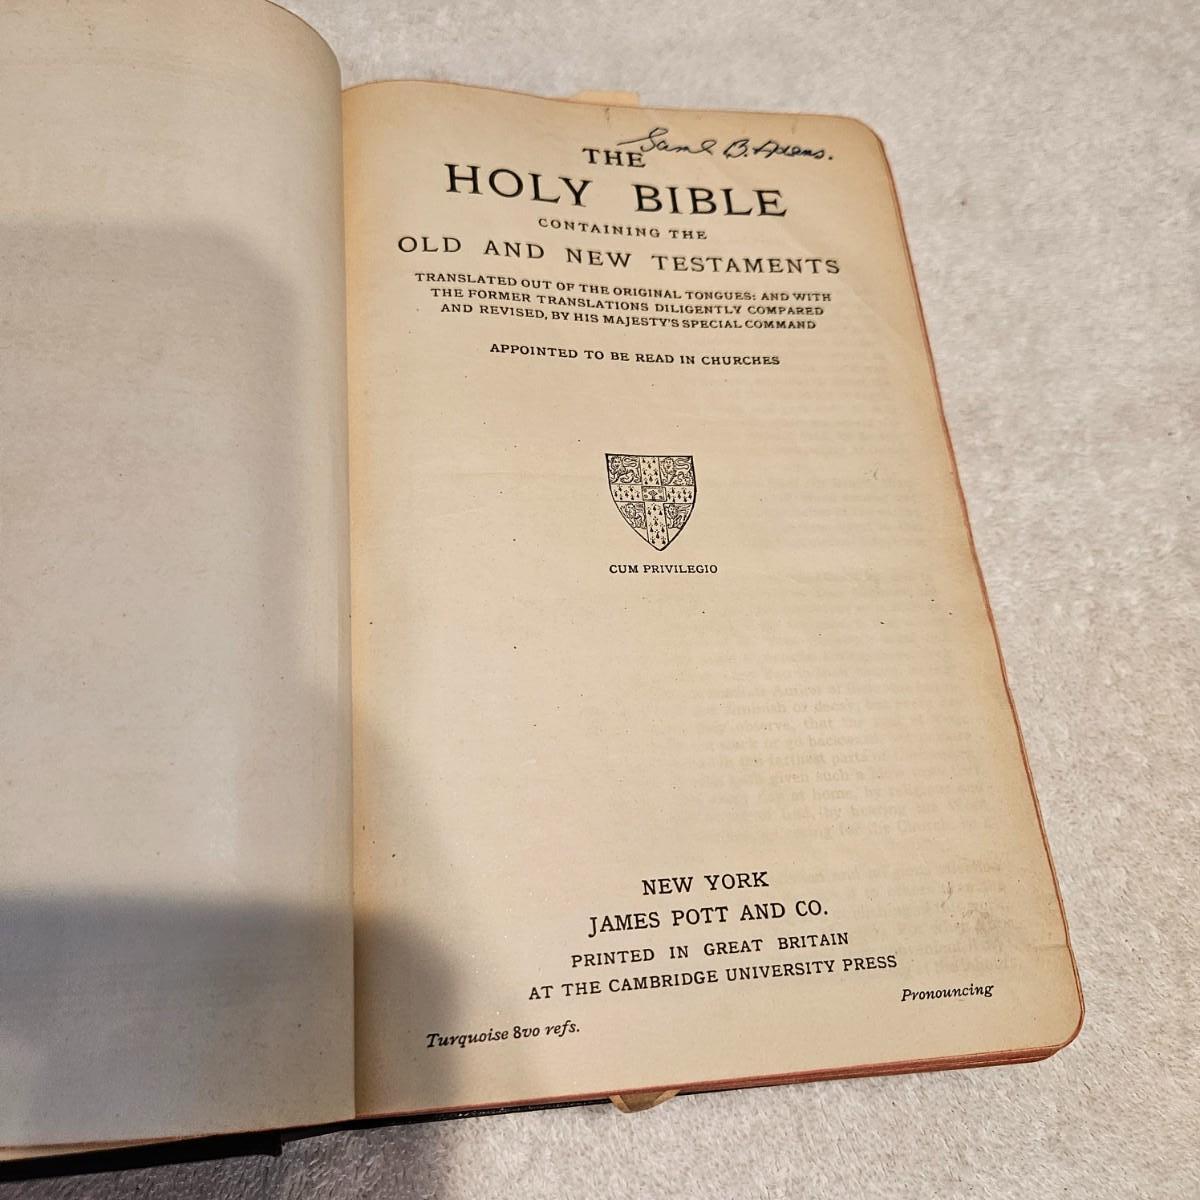 Saml B. Adams.
THE
HOLY BIBLE
CONTAINING THE
OLD AND NEW TESTAMENTS
TRANSLATED OUT OF THE ORIGINAL TONGUES: AND WITH
THE FORMER TRANSLATIONS DILIGENTLY COMPARED
AND REVISED, BY HIS MAJESTY'S SPECIAL COMMAND
APPOINTED TO BE READ IN CHURCHES
CUM PRIVILEGIO
NEW YORK
JAMES POTT AND CO.
PRINTED IN GREAT BRITAIN
AT THE CAMBRIDGE UNIVERSITY PRESS
Pronouncing
Turquoise 8vo refs.